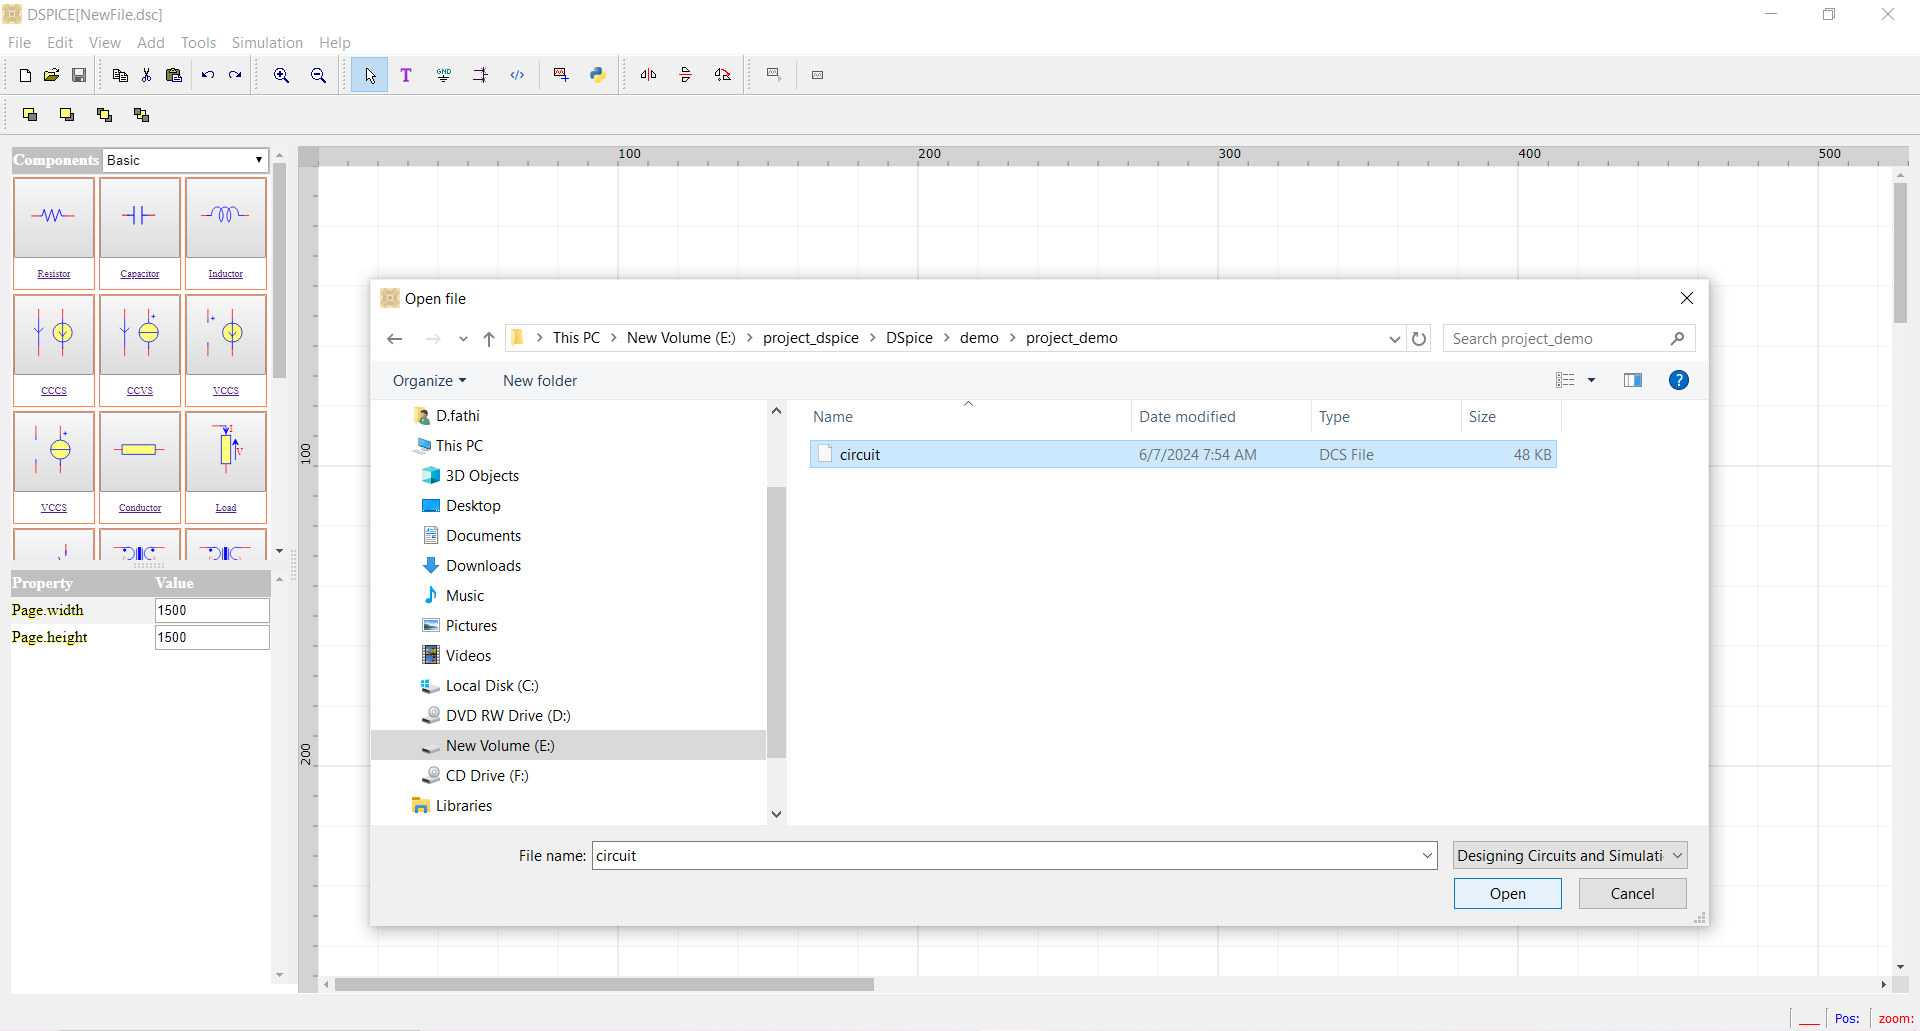 DSPICE[NewFile.dsc]
File Edit View Add Tools Simulation Help
T GND </>
Components Basic
100 200 300 400 500
Resistor Capacitor Inductor
CCCS CCVS VCCS
VCCS Conductor Load
Property Value
Page.width 1500
Page.height 1500
100
200
Open file
This PC > New Volume (E:) > project_dspice > DSpice > demo > project_demo
Search project_demo
Organize New folder
Name Date modified Type Size
circuit 6/7/2024 7:54 AM DCS File 48 KB
D.fathi
This PC
3D Objects
Desktop
Documents
Downloads
Music
Pictures
Videos
Local Disk (C:)
DVD RW Drive (D:)
New Volume (E:)
CD Drive (F:)
Libraries
File name: circuit
Designing Circuits and Simulati
Open Cancel
Pos: zoom: